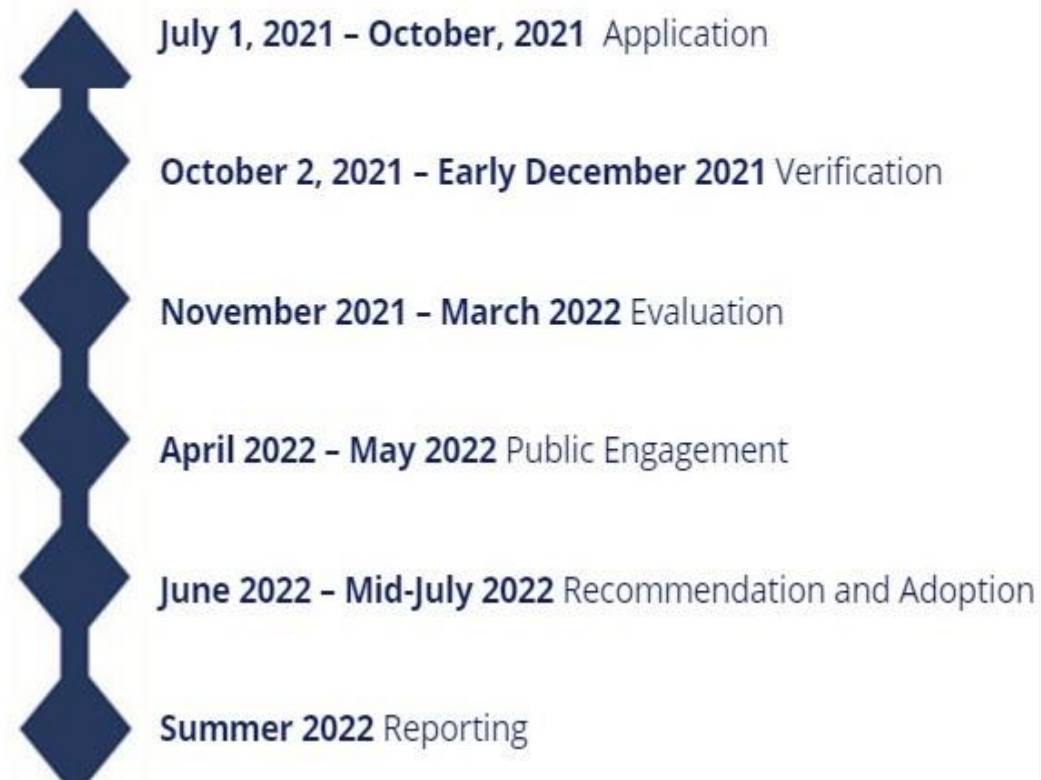 July 1, 2021 – October, 2021 Application
October 2, 2021 – Early December 2021 Verification
November 2021 – March 2022 Evaluation
April 2022 – May 2022 Public Engagement
June 2022 – Mid-July 2022 Recommendation and Adoption
Summer 2022 Reporting